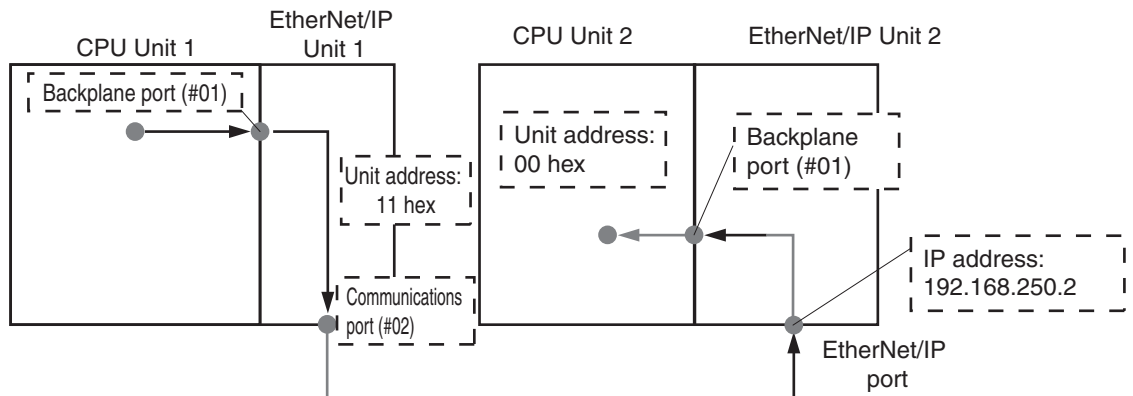 CPU Unit 1
EtherNet/IP
Unit 1
Backplane port (#01)
Unit address:
11 hex
Communications
port (#02)
CPU Unit 2
EtherNet/IP Unit 2
Unit address:
00 hex
Backplane
port (#01)
IP address:
192.168.250.2
EtherNet/IP
port